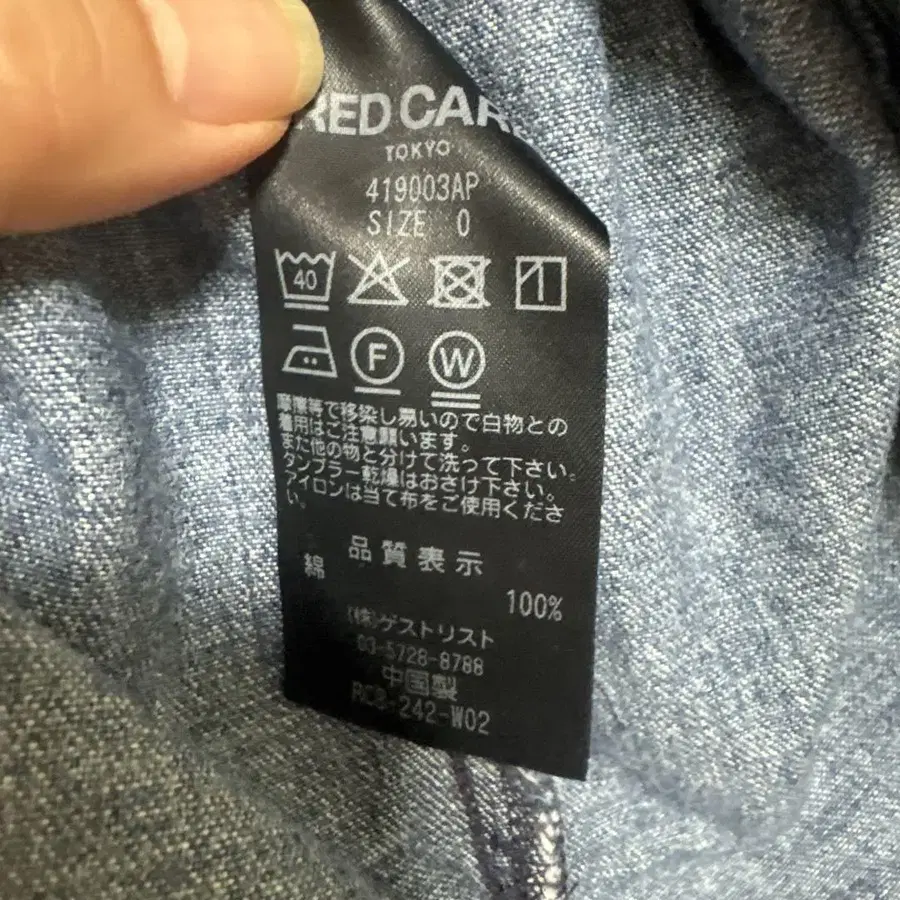 RED CAR
TOKYO
419003AP
SIZE 0
40
F
W
摩擦等で移染し易いので白物との
着用はご注意願います。
また他の物と分けて洗って下さい。
タンブラー乾燥はおさけ下さい。
アイロンは当て布をご使用くださ
い。
品質表示
綿
100%
(株)ゲストリスト
03-5728-8788
中国製
RCB-242-W02